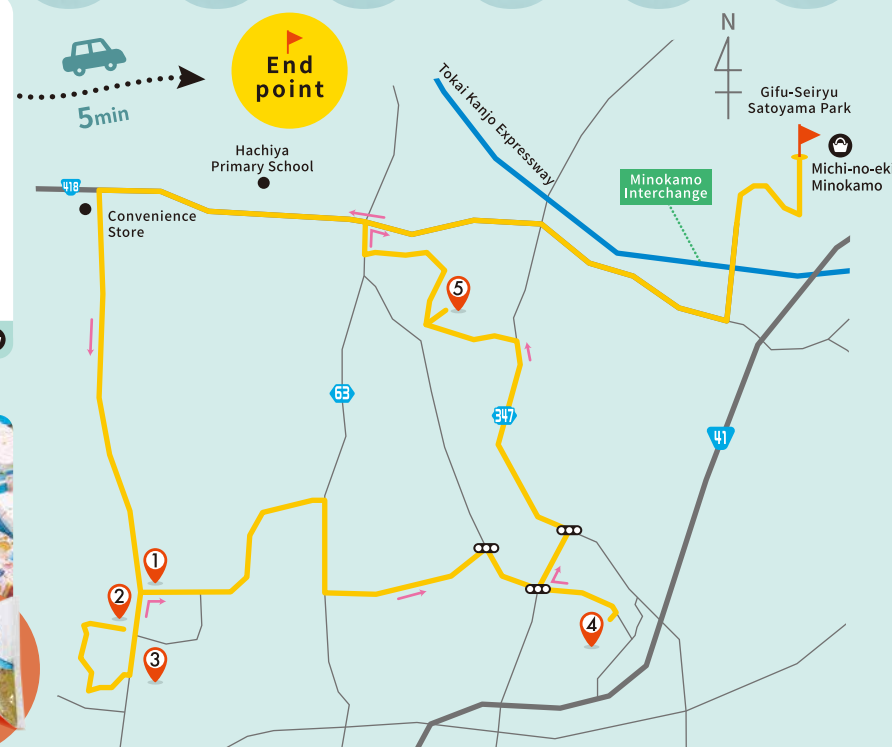 End
point
5min
N
Gifu-Seiryu
Satoyama Park
Tokai Kanjo Expressway
Hachiya
Primary School
Michi-no-eki
Minokamo
Minokamo
Interchange
418
Convenience
Store
5
63
347
41
1
2
4
3